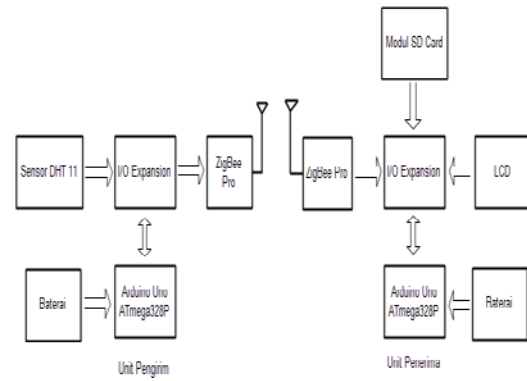 Modul SD Card
Sensor DHT 11
I/O Expansion
ZigBee
Pro
ZigBee Pro
I/O Expansion
LCD
Baterai
Arduino Uno
ATmega328P
Arduino Uno
ATmega328P
Baterai
Unit Pengirim
Unit Penerima